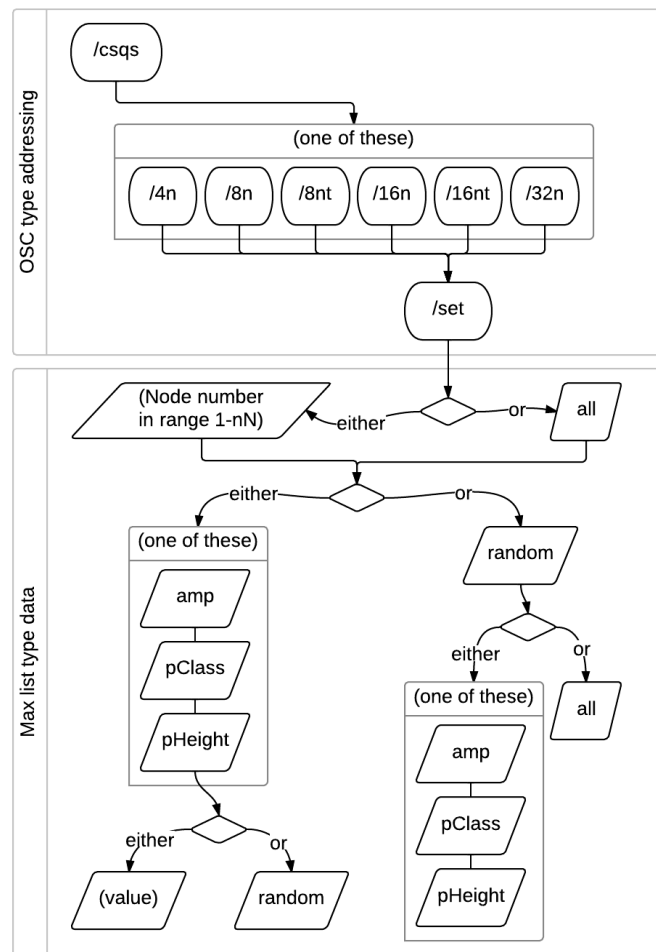 OSC type addressing
/csqs
(one of these)
/4n
/8n
/8nt
/16n
/16nt
/32n
/set
Max list type data
(Node number
in range 1-nN)
either
or
all
either
or
(one of these)
amp
pClass
pHeight
random
either
or
(one of these)
all
amp
pClass
pHeight
either
or
(value)
random